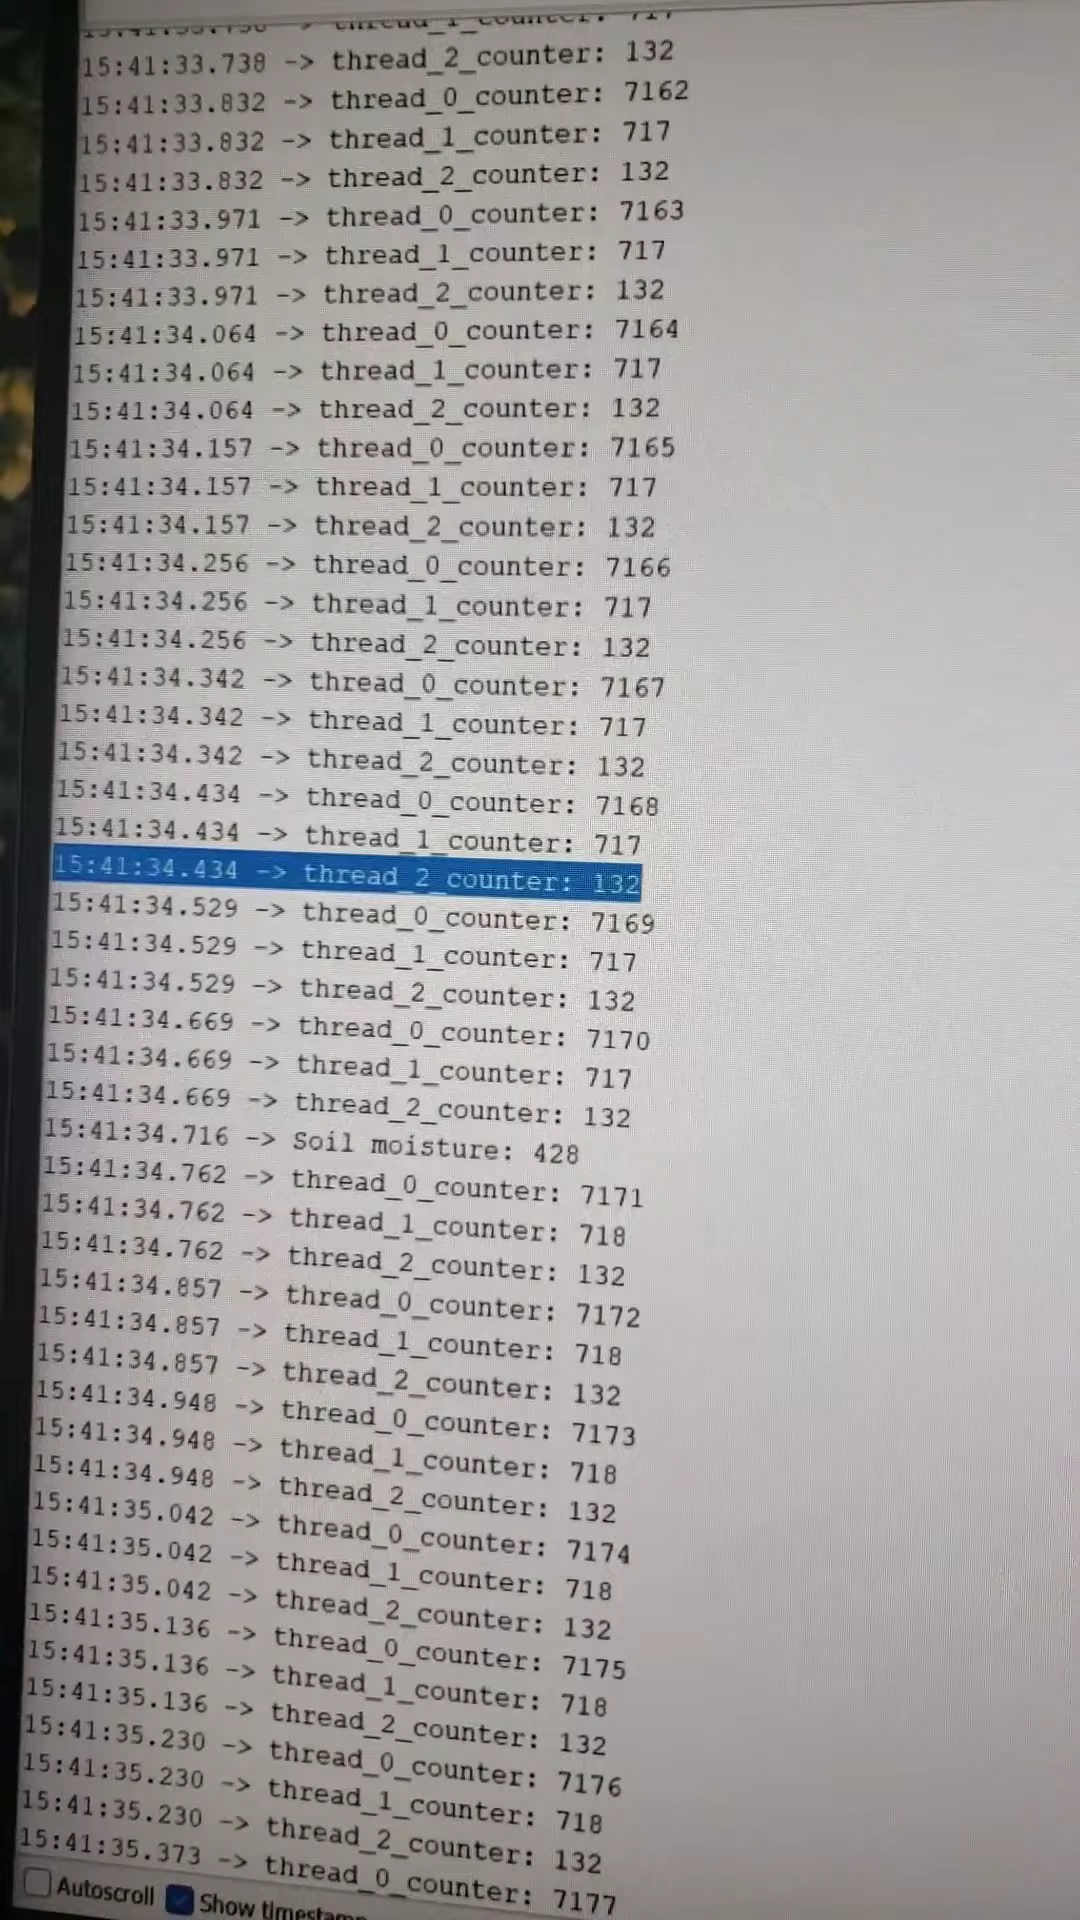 15:41:33.738 -> thread_1_counter: 717
15:41:33.738 -> thread_2_counter: 132
15:41:33.832 -> thread_0_counter: 7162
15:41:33.832 -> thread_1_counter: 717
15:41:33.832 -> thread_2_counter: 132
15:41:33.971 -> thread_0_counter: 7163
15:41:33.971 -> thread_1_counter: 717
15:41:33.971 -> thread_2_counter: 132
15:41:34.064 -> thread_0_counter: 7164
15:41:34.064 -> thread_1_counter: 717
15:41:34.064 -> thread_2_counter: 132
15:41:34.157 -> thread_0_counter: 7165
15:41:34.157 -> thread_1_counter: 717
15:41:34.157 -> thread_2_counter: 132
15:41:34.256 -> thread_0_counter: 7166
15:41:34.256 -> thread_1_counter: 717
15:41:34.256 -> thread_2_counter: 132
15:41:34.342 -> thread_0_counter: 7167
15:41:34.342 -> thread_1_counter: 717
15:41:34.342 -> thread_2_counter: 132
15:41:34.434 -> thread_0_counter: 7168
15:41:34.434 -> thread_1_counter: 717
15:41:34.434 -> thread_2_counter: 132
15:41:34.529 -> thread_0_counter: 7169
15:41:34.529 -> thread_1_counter: 717
15:41:34.529 -> thread_2_counter: 132
15:41:34.669 -> thread_0_counter: 7170
15:41:34.669 -> thread_1_counter: 717
15:41:34.669 -> thread_2_counter: 132
15:41:34.716 -> Soil moisture: 428
15:41:34.762 -> thread_0_counter: 7171
15:41:34.762 -> thread_1_counter: 718
15:41:34.762 -> thread_2_counter: 132
15:41:34.857 -> thread_0_counter: 7172
15:41:34.857 -> thread_1_counter: 718
15:41:34.857 -> thread_2_counter: 132
15:41:34.948 -> thread_0_counter: 7173
15:41:34.948 -> thread_1_counter: 718
15:41:34.948 -> thread_2_counter: 132
15:41:35.042 -> thread_0_counter: 7174
15:41:35.042 -> thread_1_counter: 718
15:41:35.042 -> thread_2_counter: 132
15:41:35.136 -> thread_0_counter: 7175
15:41:35.136 -> thread_1_counter: 718
15:41:35.136 -> thread_2_counter: 132
15:41:35.230 -> thread_0_counter: 7176
15:41:35.230 -> thread_1_counter: 718
15:41:35.230 -> thread_2_counter: 132
15:41:35.373 -> thread_0_counter: 7177
Autoscroll Show timestamp